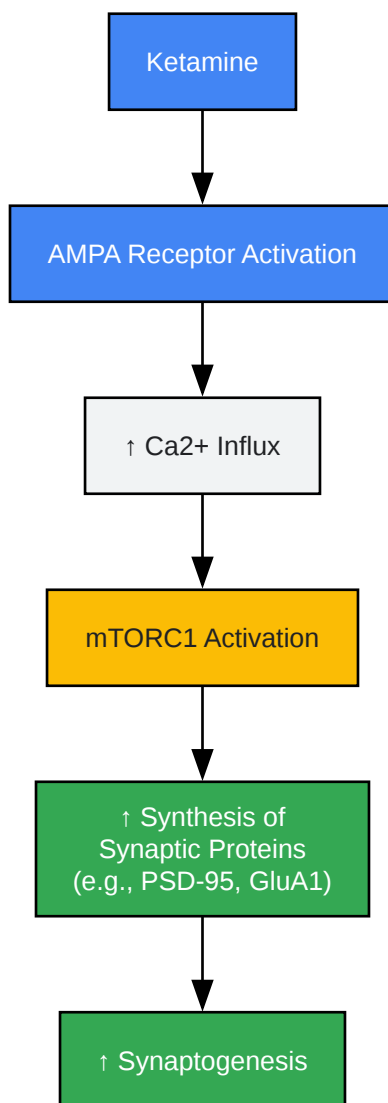 Ketamine
AMPA Receptor Activation
↑ Ca2+ Influx
mTORC1 Activation
↑ Synthesis of
Synaptic Proteins
(e.g., PSD-95, GluA1)
↑ Synaptogenesis